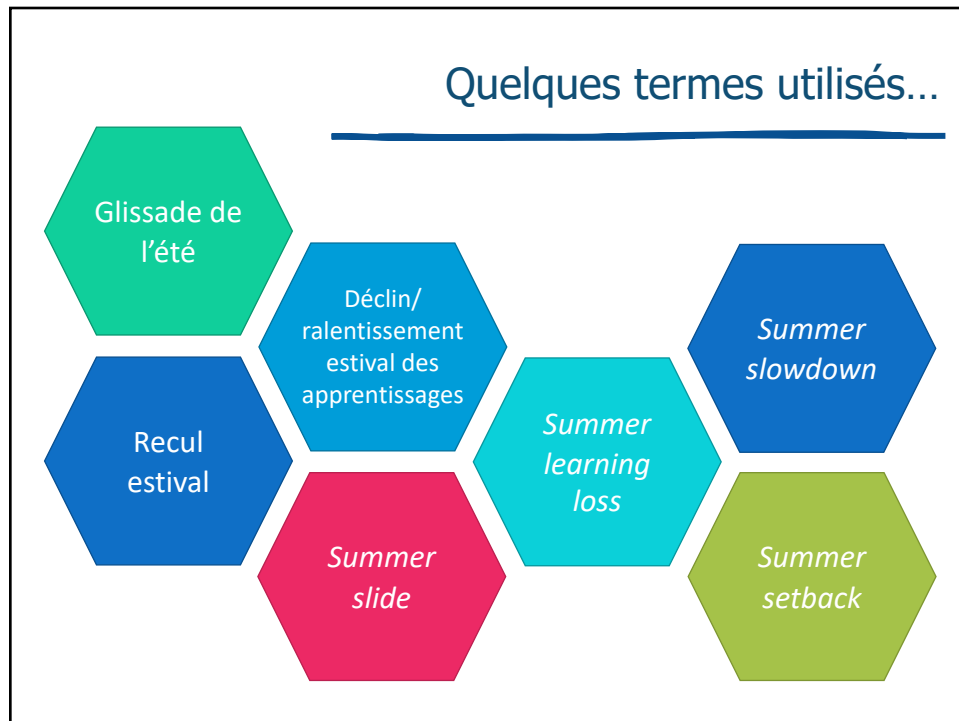 Quelques termes utilisés…
Glissade de
l’été
Déclin/
ralentissement
estival des
apprentissages
Summer
slowdown
Recul
estival
Summer
learning
loss
Summer
slide
Summer
setback